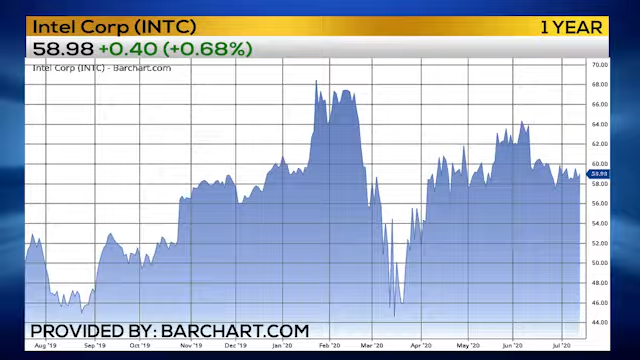 Intel Corp (INTC)
1 YEAR
58.98 +0.40 (+0.68%)
Intel Corp (INTC) - Barchart.com
70.00
68.00
66.00
64.00
62.00
60.00
58.98
58.00
56.00
54.00
52.00
50.00
48.00
46.00
44.00
PROVIDED BY: BARCHART.COM
Aug '19 Sep '19 Oct '19 Nov '19 Dec '19 Jan '20 Feb '20 Mar '20 Apr '20 May '20 Jun '20 Jul '20